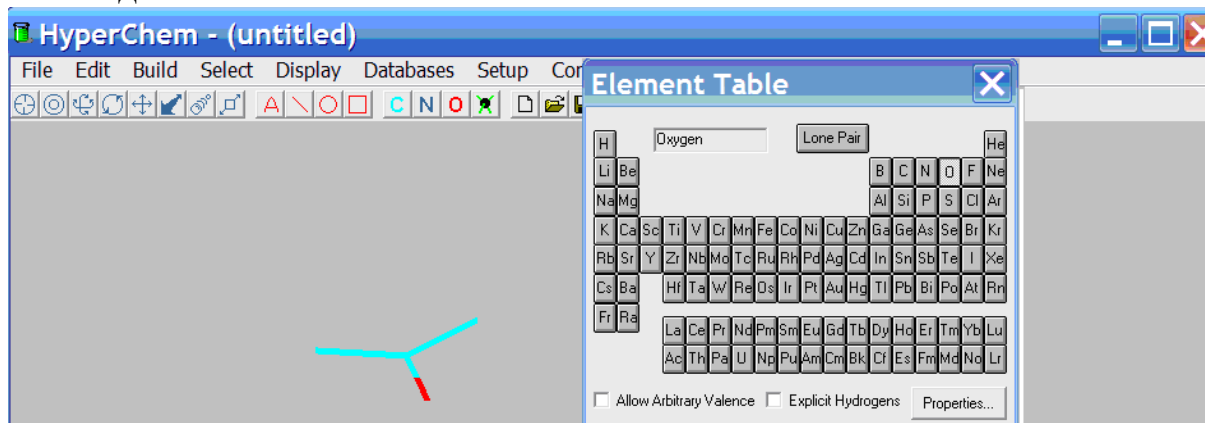 HyperChem - (untitled)
File Edit Build Select Display Databases Setup
A C N O
Element Table
Oxygen Lone Pair
H He
Li Be B C N O F Ne
Na Mg Al Si P S Cl Ar
K Ca Sc Ti V Cr Mn Fe Co Ni Cu Zn Ga Ge As Se Br Kr
Rb Sr Y Zr Nb Mo Tc Ru Rh Pd Ag Cd In Sn Sb Te I Xe
Cs Ba Hf Ta W Re Os Ir Pt Au Hg Tl Pb Bi Po At Rn
Fr Ra
La Ce Pr Nd Pm Sm Eu Gd Tb Dy Ho Er Tm Yb Lu
Ac Th Pa U Np Pu Am Cm Bk Cf Es Fm Md No Lr
Allow Arbitrary Valence Explicit Hydrogens Properties...